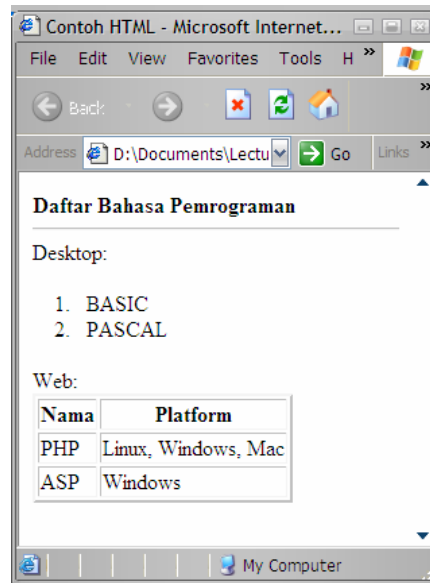 Contoh HTML - Microsoft Internet...
File Edit View Favorites Tools H »
Back »
Address D:\Documents\Lectu Go Links »
Daftar Bahasa Pemrograman
Desktop:
1. BASIC
2. PASCAL
Web:
Nama Platform
PHP Linux, Windows, Mac
ASP Windows
My Computer